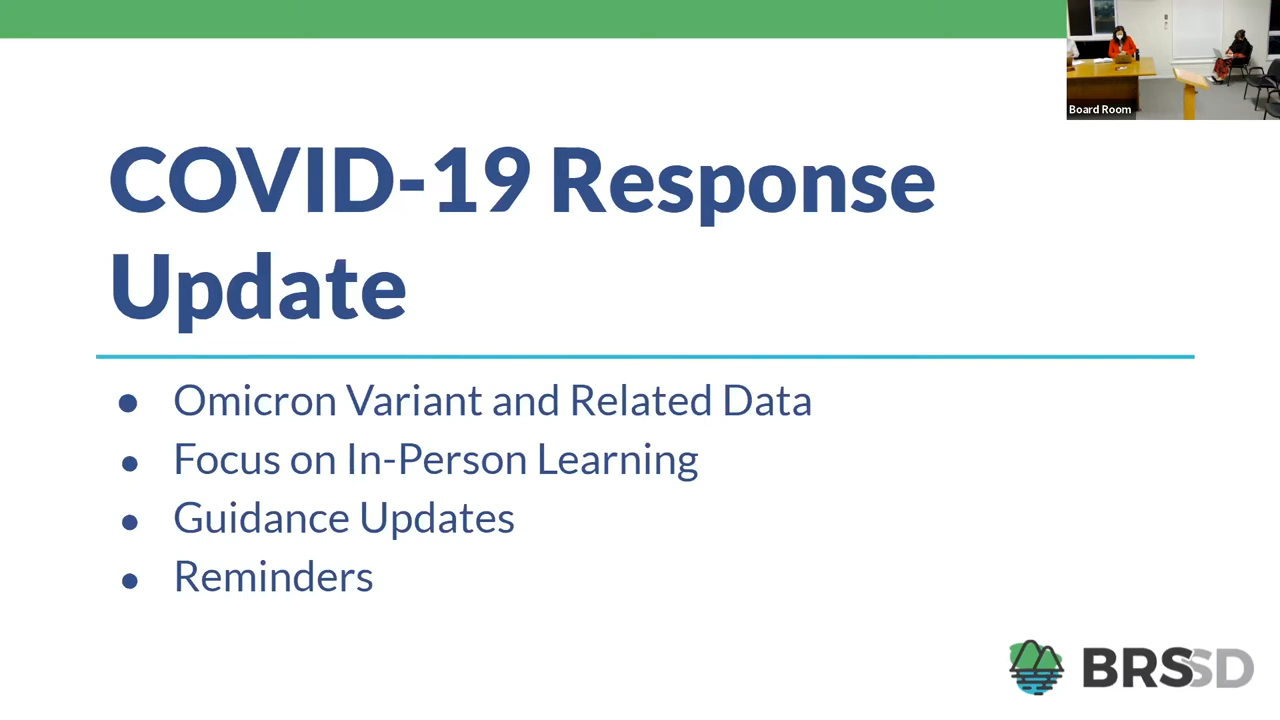 Board Room
COVID-19 Response
Update
● Omicron Variant and Related Data
● Focus on In-Person Learning
● Guidance Updates
● Reminders
BRSSD